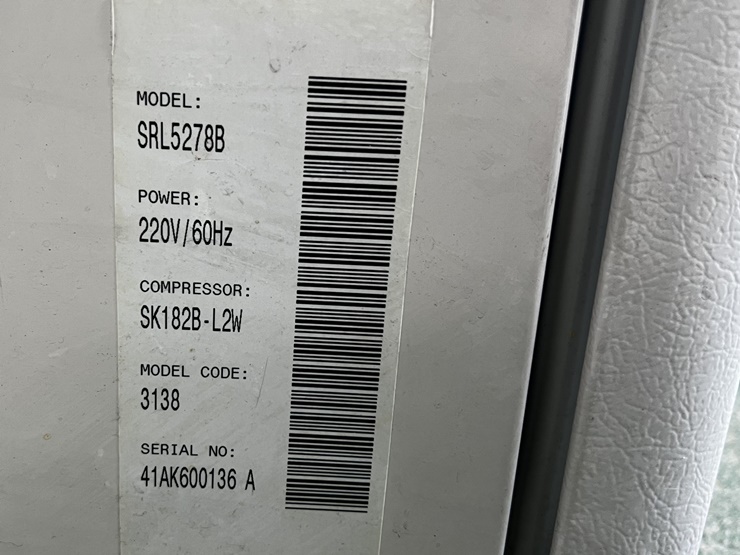 MODEL:
SRL5278B
POWER:
220V/60Hz
COMPRESSOR:
SK182B-L2W
MODEL CODE:
3138
SERIAL NO:
41AK600136 A